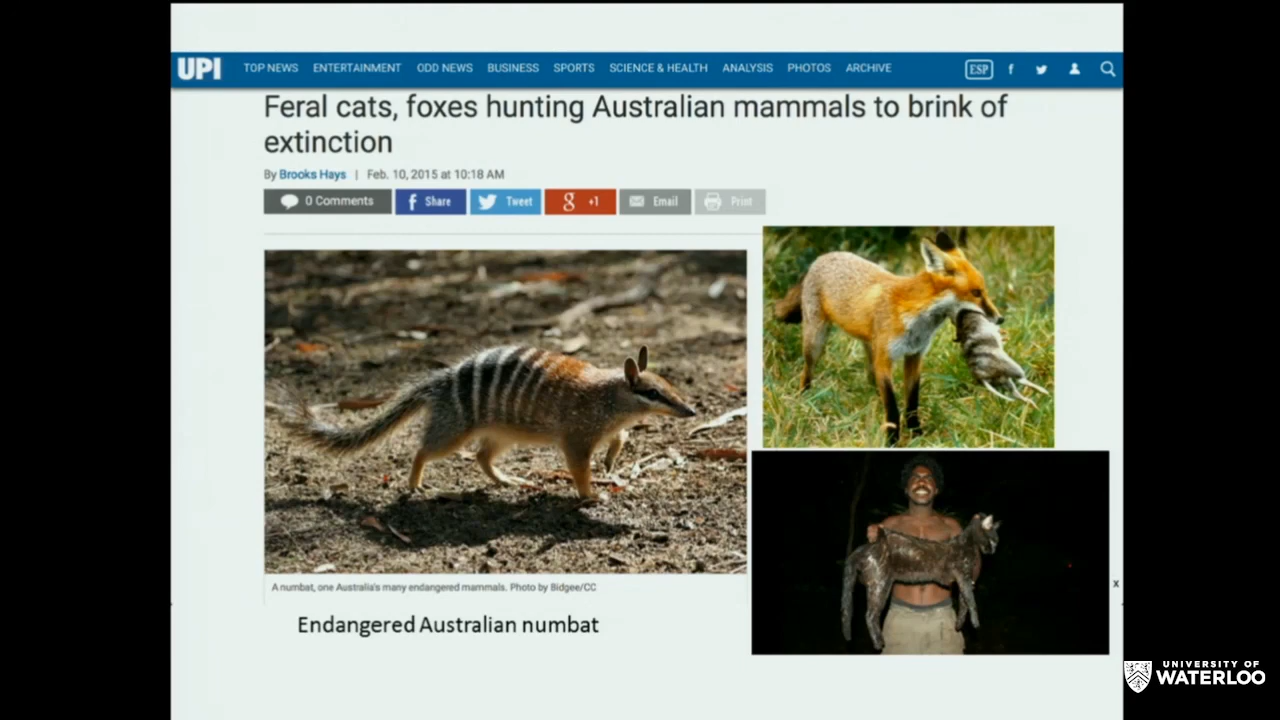 UPI TOP NEWS ENTERTAINMENT ODD NEWS BUSINESS SPORTS SCIENCE & HEALTH ANALYSIS PHOTOS ARCHIVE ESP f
Feral cats, foxes hunting Australian mammals to brink of
extinction
By Brooks Hays | Feb. 10, 2015 at 10:18 AM
0 Comments f Share Tweet g +1 Email Print
A numbat, one Australia's many endangered mammals. Photo by Bidgee/CC
x
Endangered Australian numbat
UNIVERSITY OF
WATERLOO